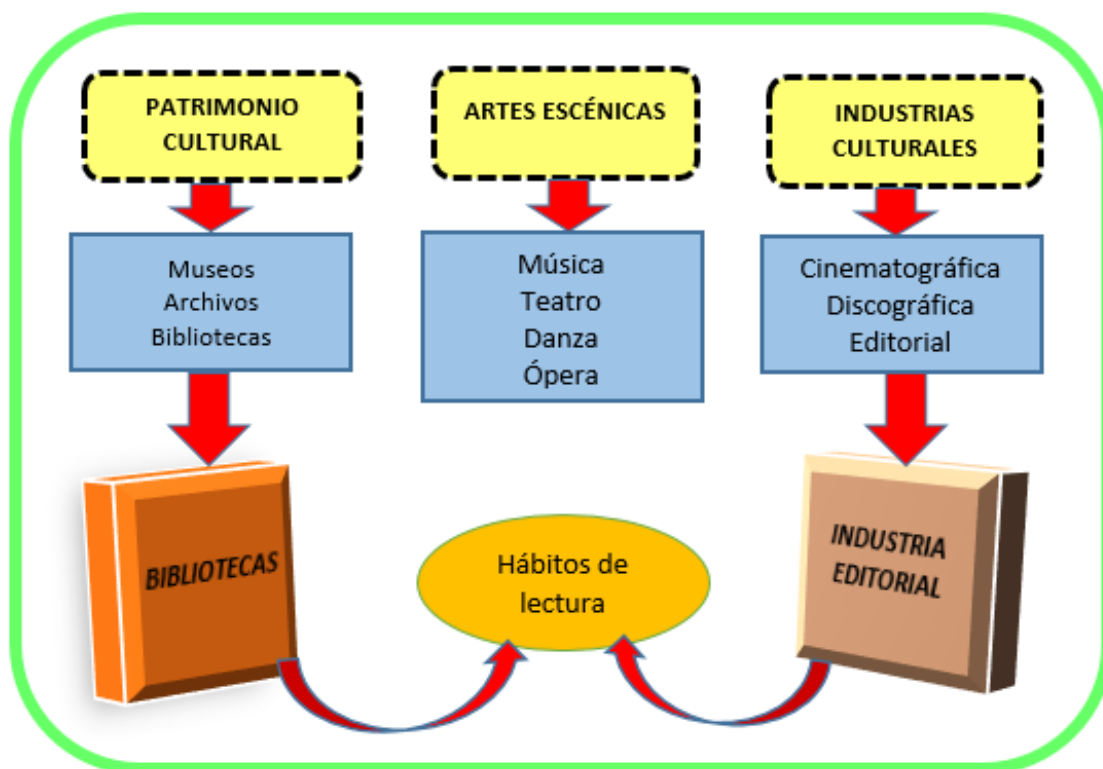 PATRIMONIO
CULTURAL
ARTES ESCÉNICAS
INDUSTRIAS
CULTURALES
Museos
Archivos
Bibliotecas
Música
Teatro
Danza
Ópera
Cinematográfica
Discográfica
Editorial
BIBLIOTECAS
Hábitos de
lectura
INDUSTRIA
EDITORIAL